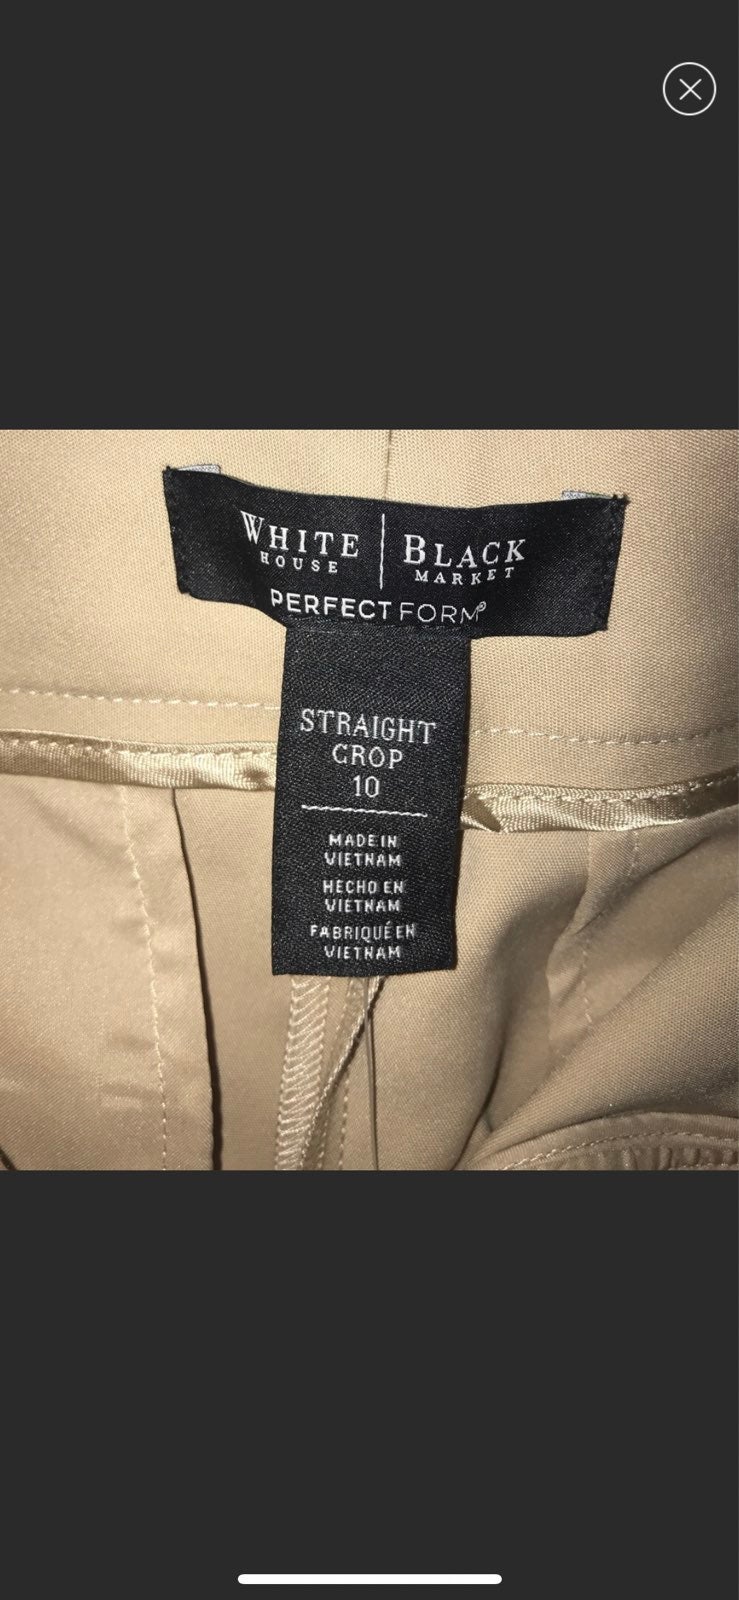 WHITE HOUSE | BLACK MARKET
PERFECT FORM®
STRAIGHT
CROP
10
MADE IN
VIETNAM
HECHO EN
VIETNAM
FABRIQUÉ EN
VIETNAM